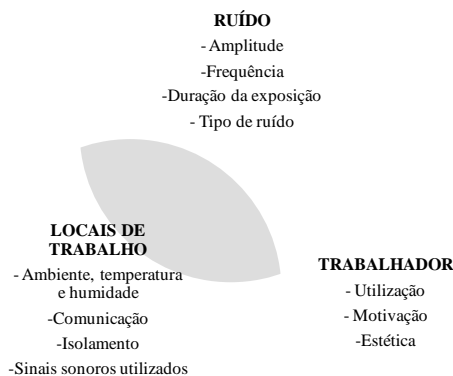 RUÍDO
- Amplitude
-Frequência
-Duração da exposição
- Tipo de ruído
LOCAIS DE
TRABALHO
- Ambiente, temperatura
e humidade
-Comunicação
-Isolamento
-Sinais sonoros utilizados
TRABALHADOR
- Utilização
- Motivação
-Estética